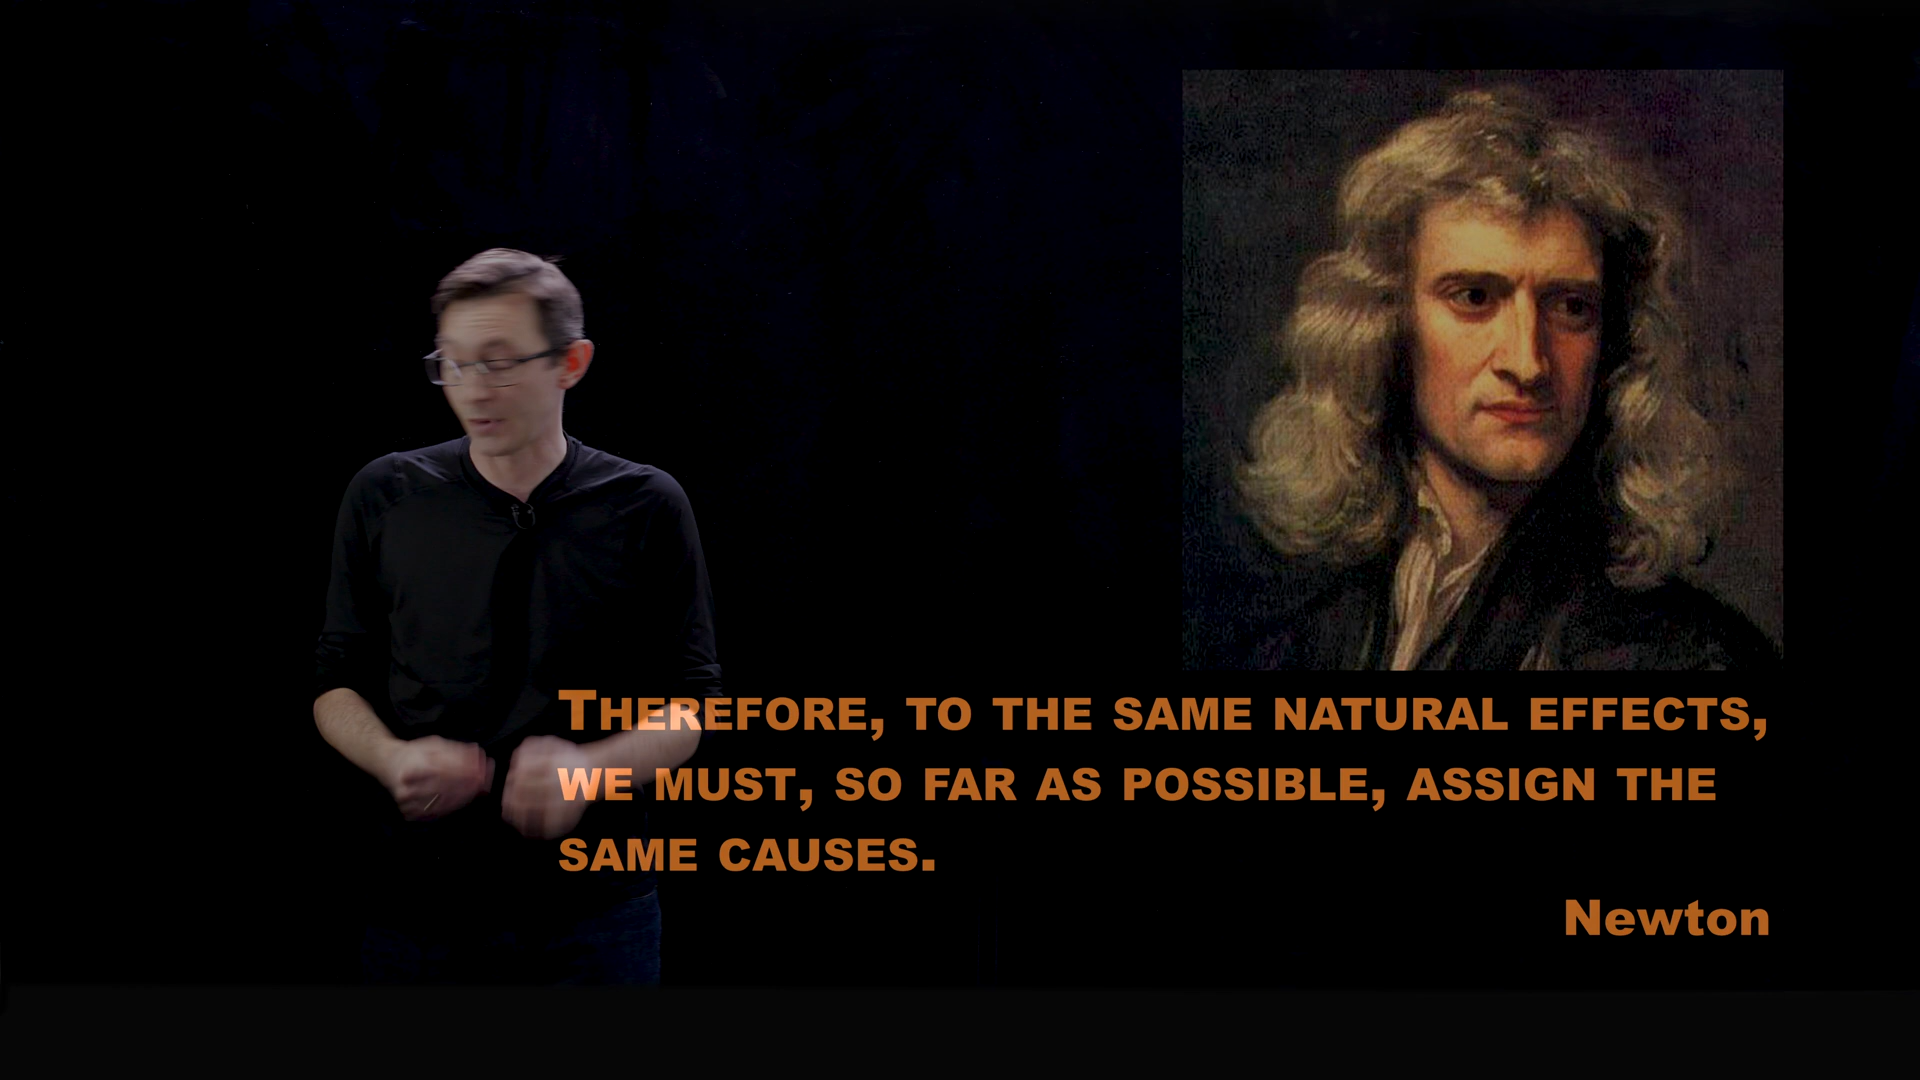 Therefore, to the same natural effects,
we must, so far as possible, assign the
same causes.
Newton